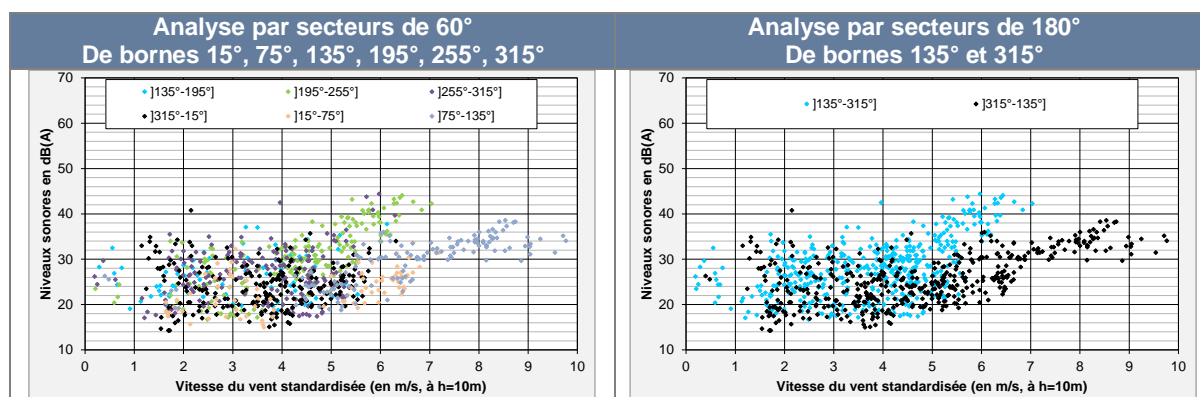 Analyse par secteurs de 60°
De bornes 15°, 75°, 135°, 195°, 255°, 315°
Analyse par secteurs de 180°
De bornes 135° et 315°
70
60
50
40
30
20
10
Niveaux sonores en dB(A)
]135°-195°]
]195°-255°]
]255°-315°]
]315°-15°]
]15°-75°]
]75°-135°]
0 1 2 3 4 5 6 7 8 9 10
Vitesse du vent standardisée (en m/s, à h=10m)
70
60
50
40
30
20
10
Niveaux sonores en dB(A)
]135°-315°]
]315°-135°]
0 1 2 3 4 5 6 7 8 9 10
Vitesse du vent standardisée (en m/s, à h=10m)